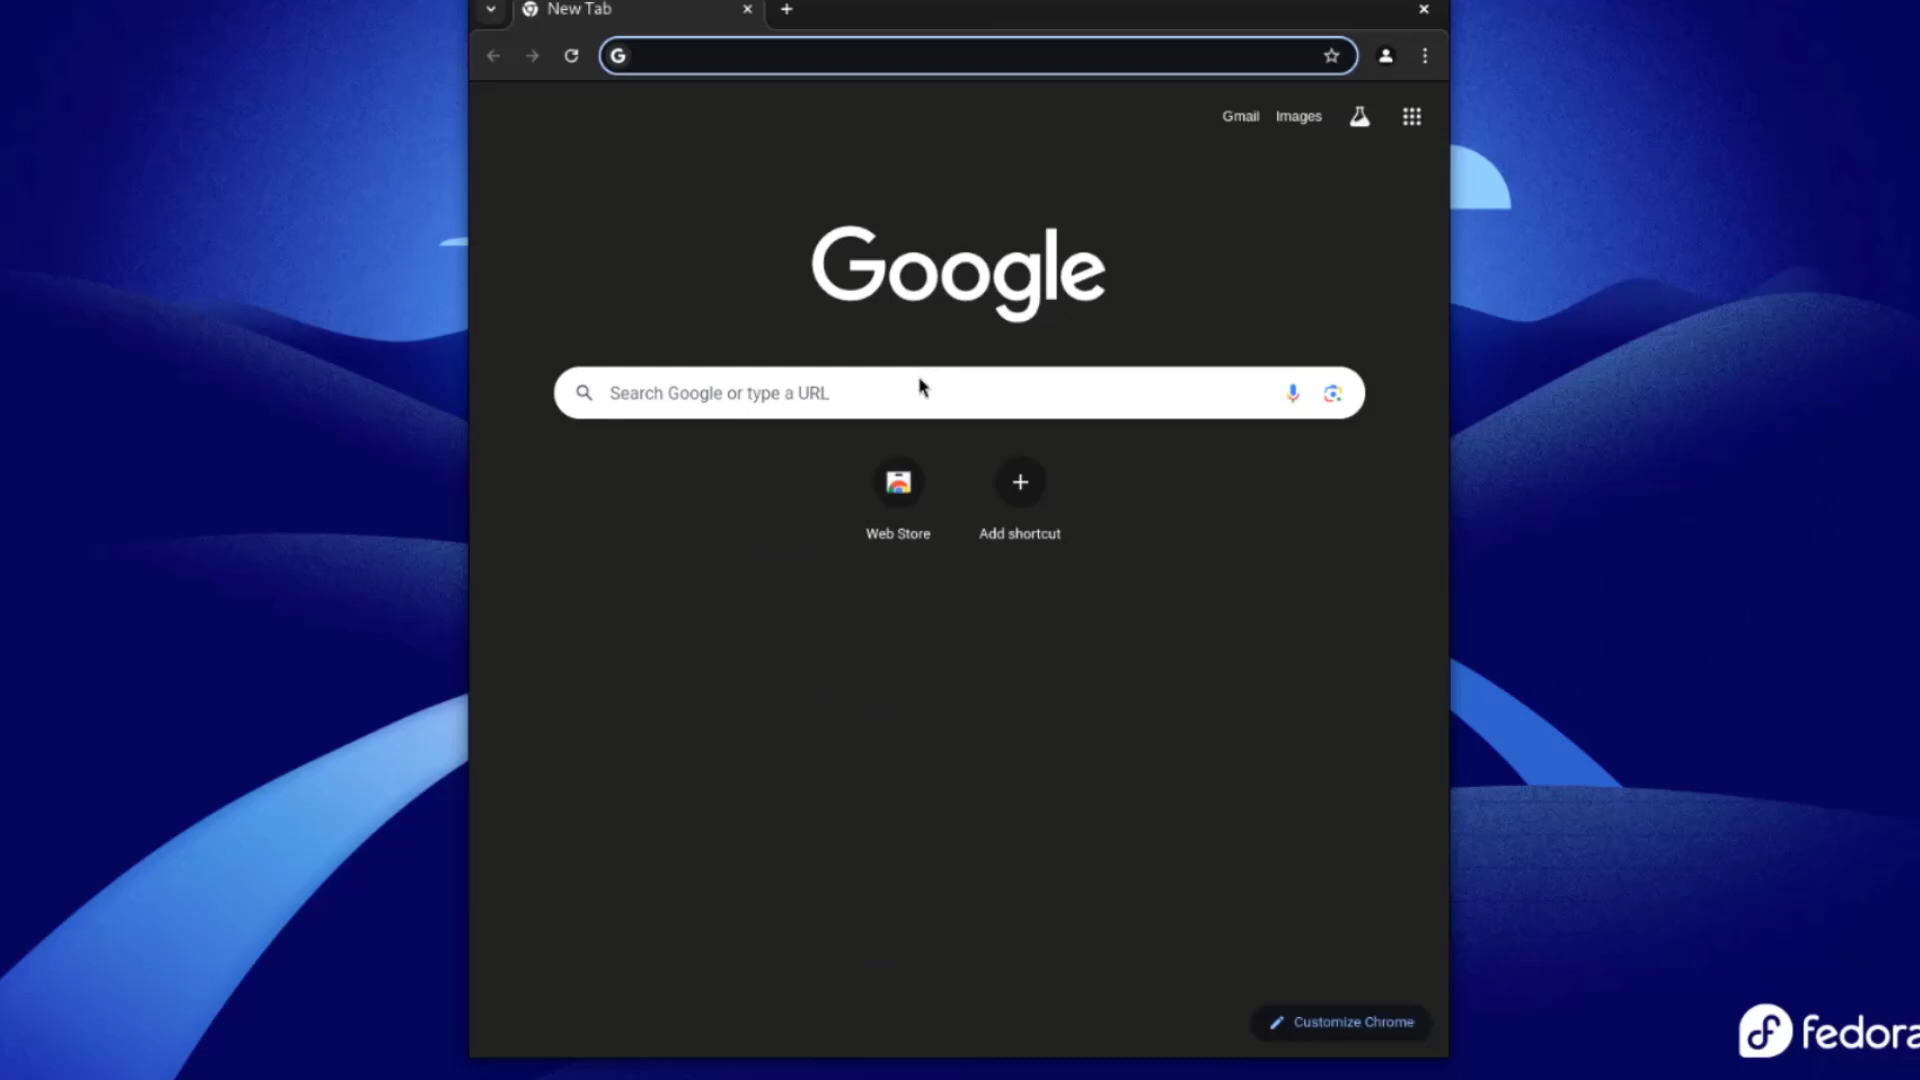 New Tab
Gmail Images
Google
Search Google or type a URL
Web Store Add shortcut
Customize Chrome
fedora